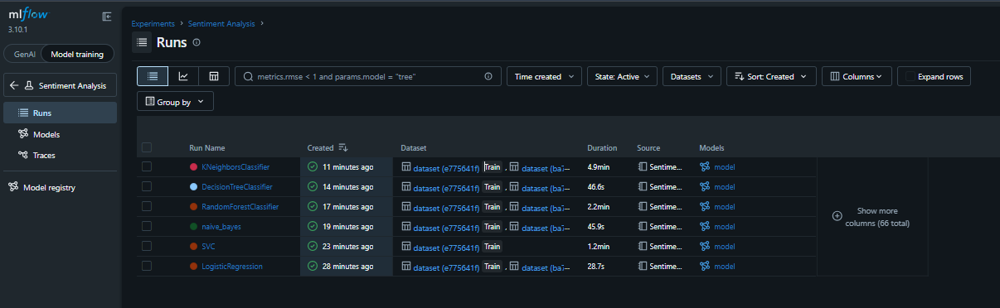 mlflow
3.10.1
GenAI Model training
Sentiment Analysis
Runs
Models
Traces
Model registry
Experiments > Sentiment Analysis >
Runs
metrics.rmse < 1 and params.model = "tree"
Time created
State: Active
Datasets
Sort: Created
Columns
Expand rows
Group by
Run Name Created Dataset Duration Source Models
KNeighborsClassifier 11 minutes ago dataset (e775641f) Train , dataset (ba7... 4.9min Sentime... model
DecisionTreeClassifier 14 minutes ago dataset (e775641f) Train , dataset (ba7... 46.6s Sentime... model
RandomForestClassifier 17 minutes ago dataset (e775641f) Train , dataset (ba7... 2.2min Sentime... model
naive_bayes 19 minutes ago dataset (e775641f) Train , dataset (ba7... 45.9s Sentime... model
SVC 23 minutes ago dataset (e775641f) Train 1.2min Sentime... model
LogisticRegression 28 minutes ago dataset (e775641f) Train , dataset (ba7... 28.7s Sentime... model
Show more
columns (66 total)